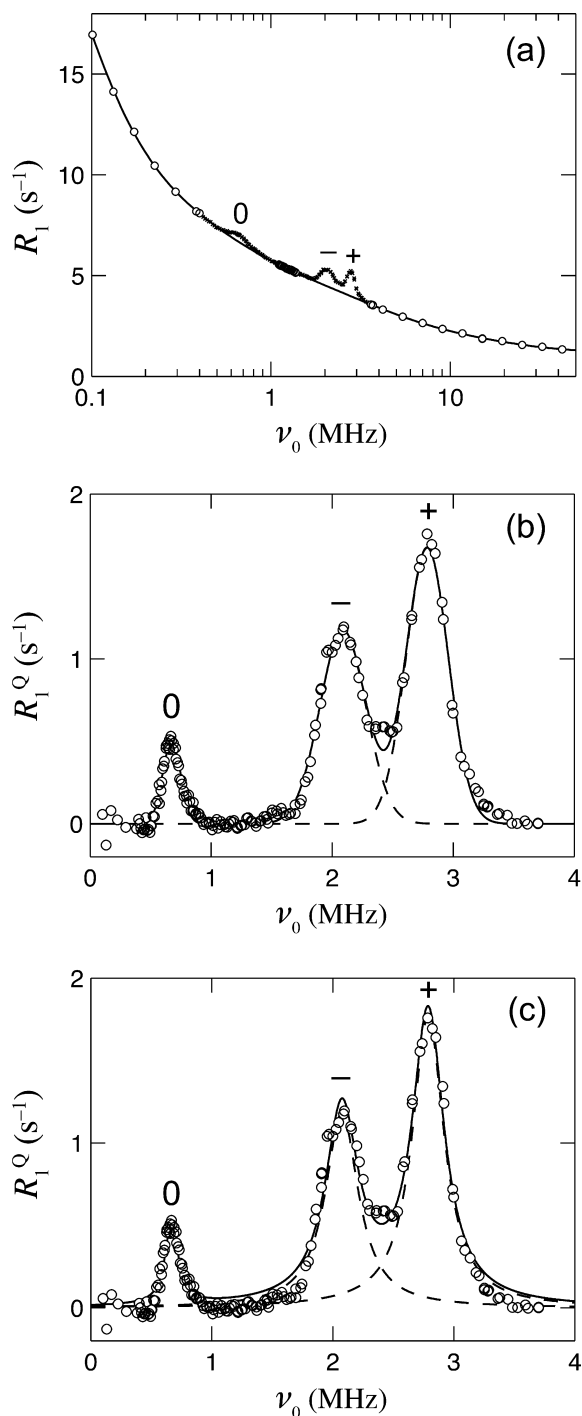 (a)
15
10
5
0
R₁ (s⁻¹)
0 − +
0.1 1 10
ν₀ (MHz)
(b)
2
1
0
R₁Q (s⁻¹)
0 − +
0 1 2 3 4
ν₀ (MHz)
(c)
2
1
0
R₁Q (s⁻¹)
0 − +
0 1 2 3 4
ν₀ (MHz)